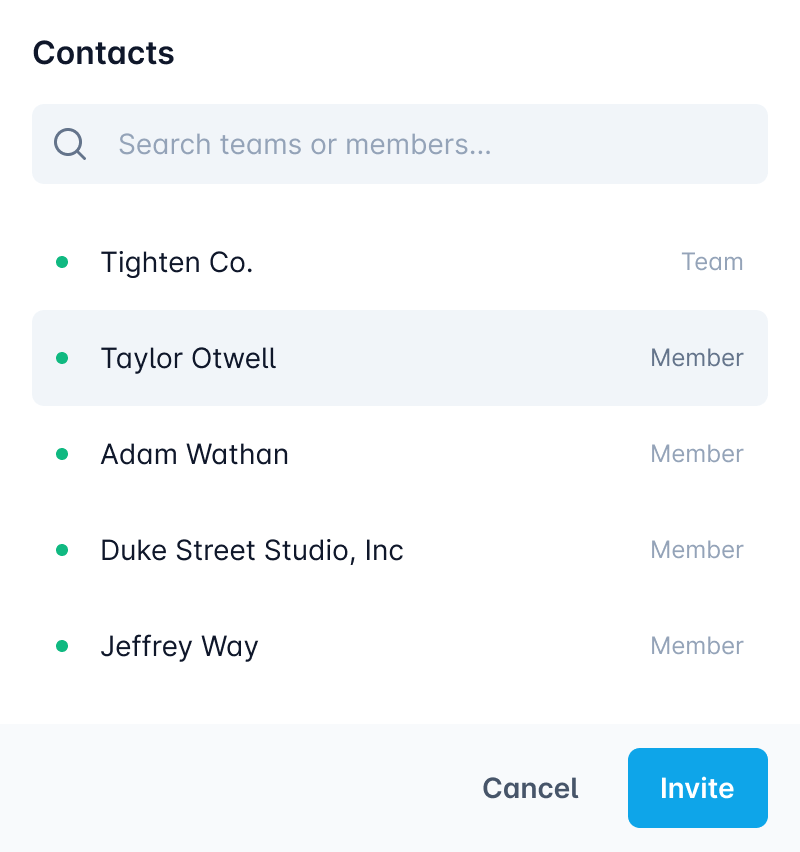 Contacts
Search teams or members...
Tighten Co. Team
Taylor Otwell Member
Adam Wathan Member
Duke Street Studio, Inc Member
Jeffrey Way Member
Cancel Invite